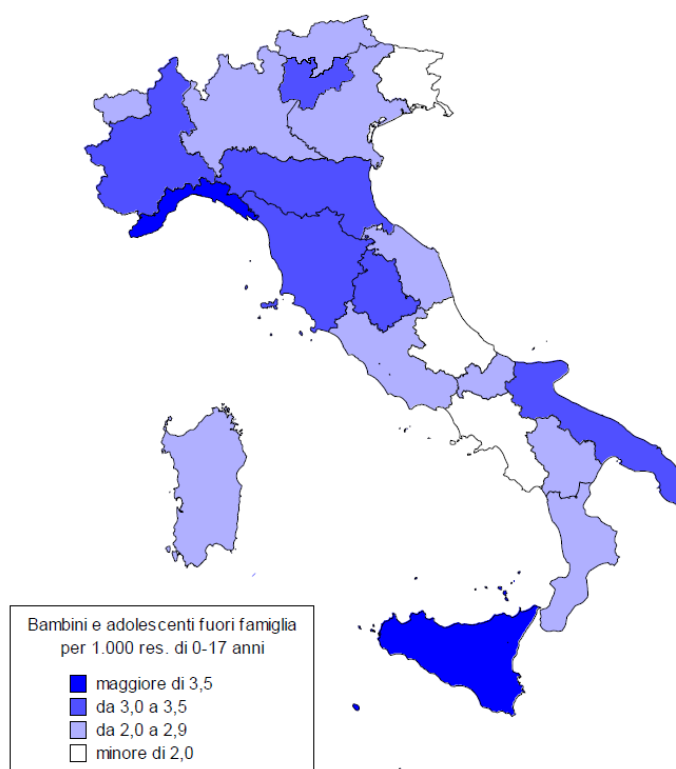 Bambini e adolescenti fuori famiglia
per 1.000 res. di 0-17 anni
maggiore di 3,5
da 3,0 a 3,5
da 2,0 a 2,9
minore di 2,0